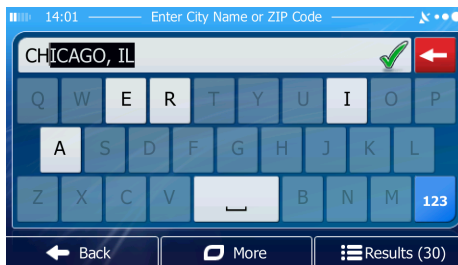 14:01 Enter City Name or ZIP Code
CHICAGO, IL
Q W E R T Y U I O P
A S D F G H J K L
Z X C V B N M 123
Back More Results (30)